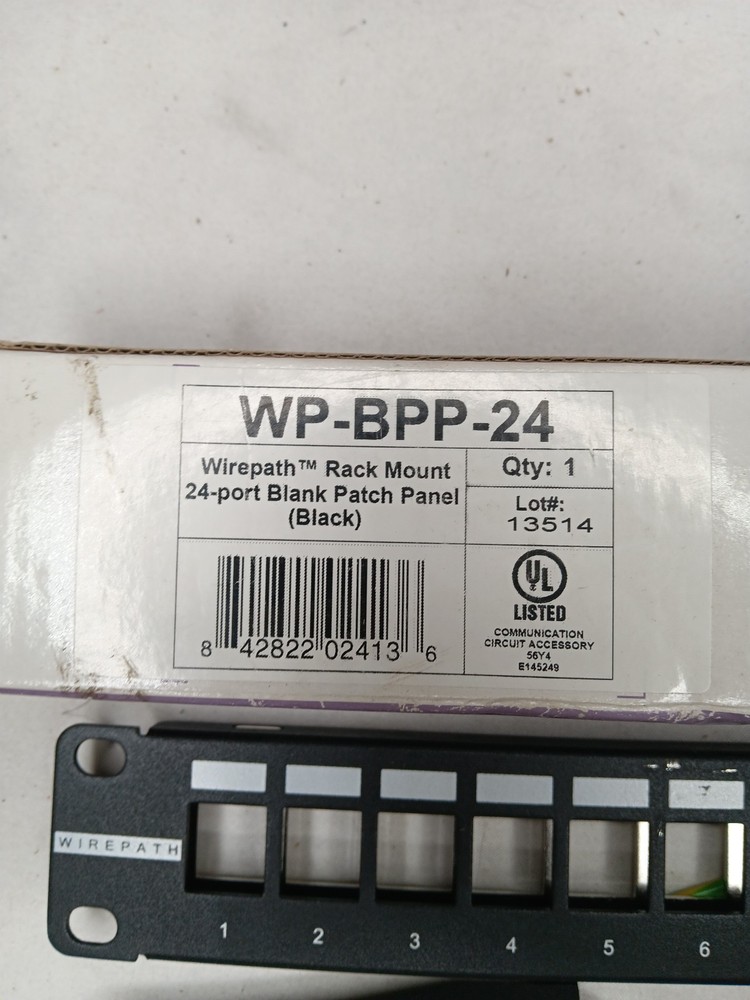 WP-BPP-24
Wirepath™ Rack Mount
24-port Blank Patch Panel
(Black)
Qty: 1
Lot#:
13514
8 42822 02413 6
UL
LISTED
COMMUNICATION
CIRCUIT ACCESSORY
56Y4
E145249
WIREPATH
1 2 3 4 5 6